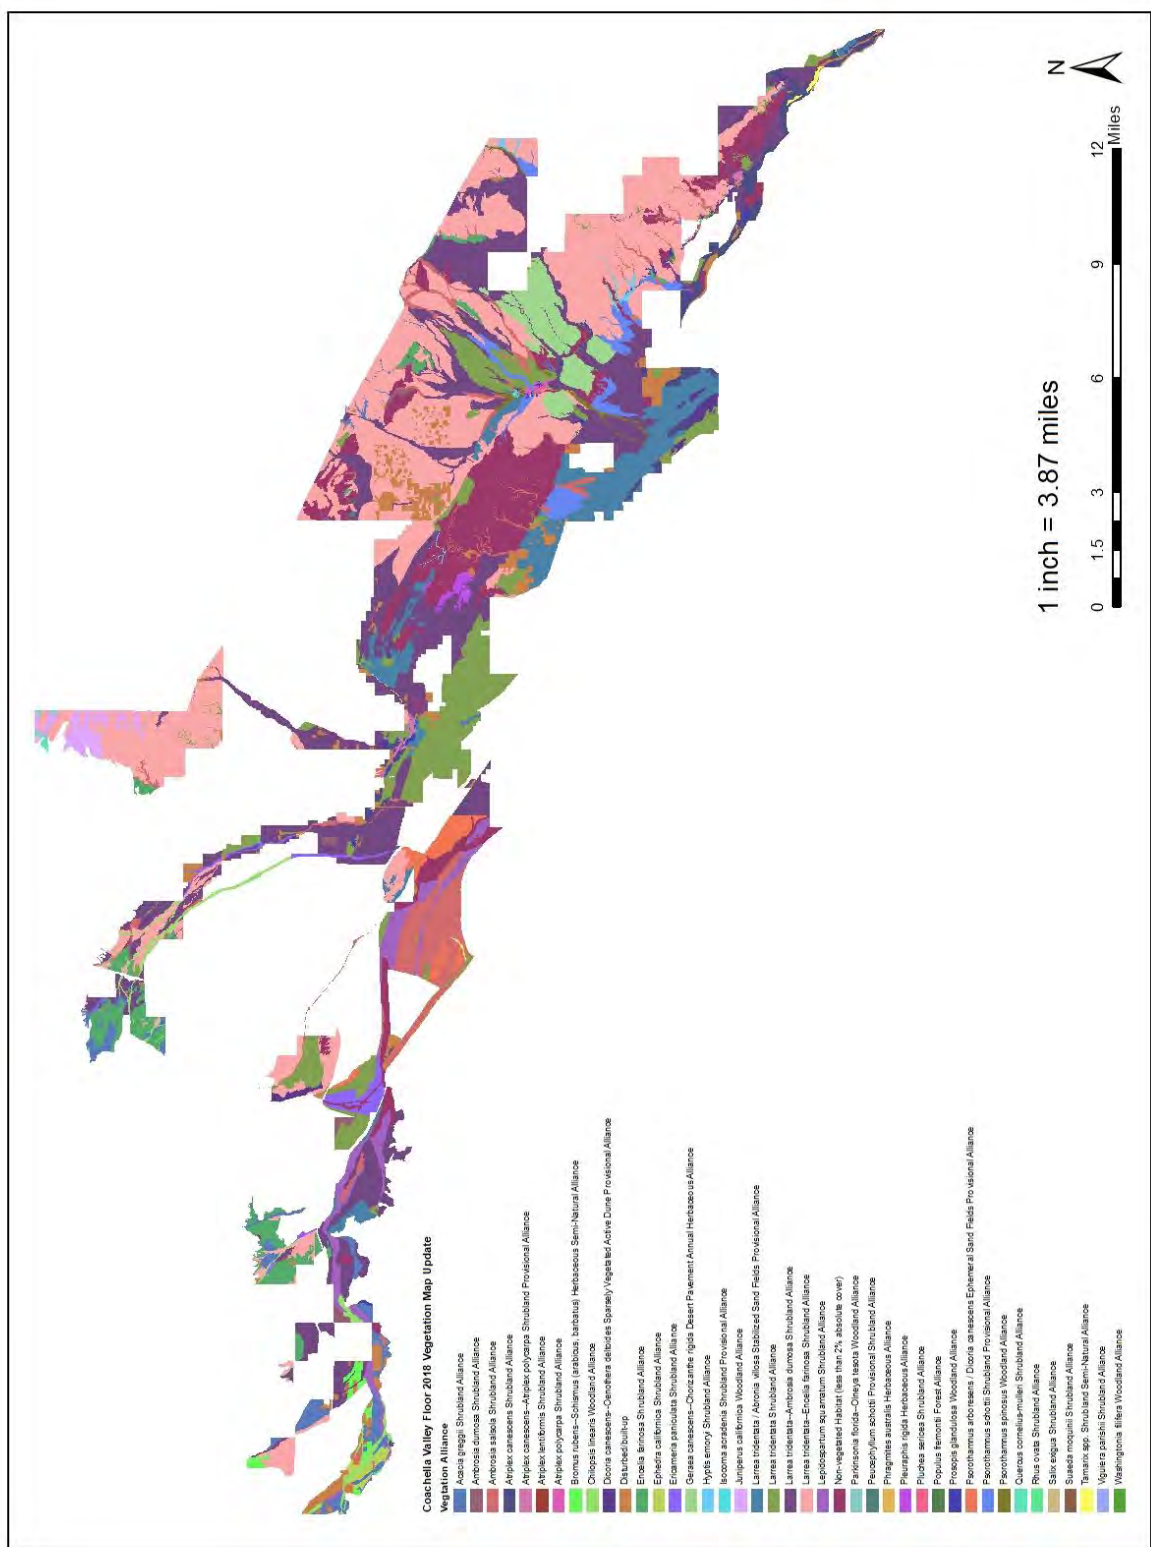 Coachella Valley Floor 2018 Vegetation Map Update
Vegtation Alliance
Acacia greggii Shrubland Alliance
Ambrosia dumosa Shrubland Alliance
Ambrosia salsola Shrubland Alliance
Atriplex canescens Shrubland Alliance
Atriplex canescens--Atriplex polycarpa Shrubland Provisional Alliance
Atriplex lentiformis Shrubland Alliance
Atriplex polycarpa Shrubland Alliance
Bromus rubens--Schismus (arabicus, barbatus) Herbaceous Semi-Natural Alliance
Chilopsis linearis Woodland Alliance
Dicoria canescens--Oenothera deltoides Sparsely Vegetated Active Dune Provisional Alliance
Disturbed/built-up
Encelia farinosa Shrubland Alliance
Ephedra californica Shrubland Alliance
Ericameria paniculata Shrubland Alliance
Geraea canescens--Chorizanthe rigida Desert Pavement Annual Herbaceous Alliance
Hyptis emoryi Shrubland Alliance
Isocoma acradenia Shrubland Provisional Alliance
Juniperus californica Woodland Alliance
Larrea tridentata / Abronia villosa Stabilized Sand Fields Provisional Alliance
Larrea tridentata Shrubland Alliance
Larrea tridentata--Ambrosia dumosa Shrubland Alliance
Larrea tridentata--Encelia farinosa Shrubland Alliance
Lepidospartum squamatum Shrubland Alliance
Non-vegetated Habitat (less than 2% absolute cover)
Parkinsonia florida--Olneya tesota Woodland Alliance
Peucephyllum schottii Provisional Shrubland Alliance
Phragmites australis Herbaceous Alliance
Pleuraphis rigida Herbaceous Alliance
Pluchea sericea Shrubland Alliance
Populus fremontii Forest Alliance
Prosopis glandulosa Woodland Alliance
Psorothamnus arborescens / Dicoria canescens Ephemeral Sand Fields Provisional Alliance
Psorothamnus schottii Shrubland Provisional Alliance
Psorothamnus spinosus Woodland Alliance
Quercus cornelius-mulleri Shrubland Alliance
Rhus ovata Shrubland Alliance
Salix exigua Shrubland Alliance
Suaeda moquinii Shrubland Alliance
Tamarix spp. Shrubland Semi-Natural Alliance
Viguiera parishii Shrubland Alliance
Washingtonia filifera Woodland Alliance
1 inch = 3.87 miles
0 1.5 3 6 9 12
Miles
N